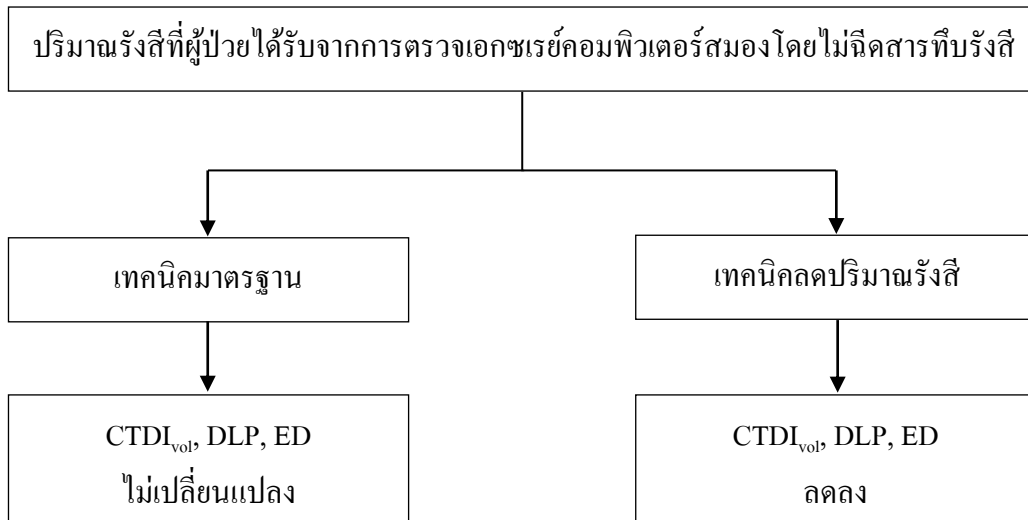 ปริมาณรังสีที่ผู้ป่วยได้รับจากการตรวจเอกซเรย์คอมพิวเตอร์สมองโดยไม่ฉีดสารทึบรังสี
เทคนิคมาตรฐาน
เทคนิคลดปริมาณรังสี
CTDIvol, DLP, ED
ไม่เปลี่ยนแปลง
CTDIvol, DLP, ED
ลดลง